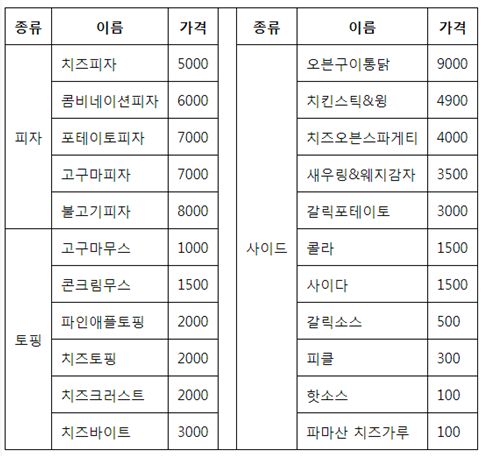 종류 이름 가격 종류 이름 가격
피자 치즈피자 5000 사이드 오븐구이통닭 9000
콤비네이션피자 6000 치킨스틱&윙 4900
포테이토피자 7000 치즈오븐스파게티 4000
고구마피자 7000 새우링&웨지감자 3500
불고기피자 8000 갈릭포테이토 3000
토핑 고구마무스 1000 콜라 1500
콘크림무스 1500 사이다 1500
파인애플토핑 2000 갈릭소스 500
치즈토핑 2000 피클 300
치즈크러스트 2000 핫소스 100
치즈바이트 3000 파마산 치즈가루 100